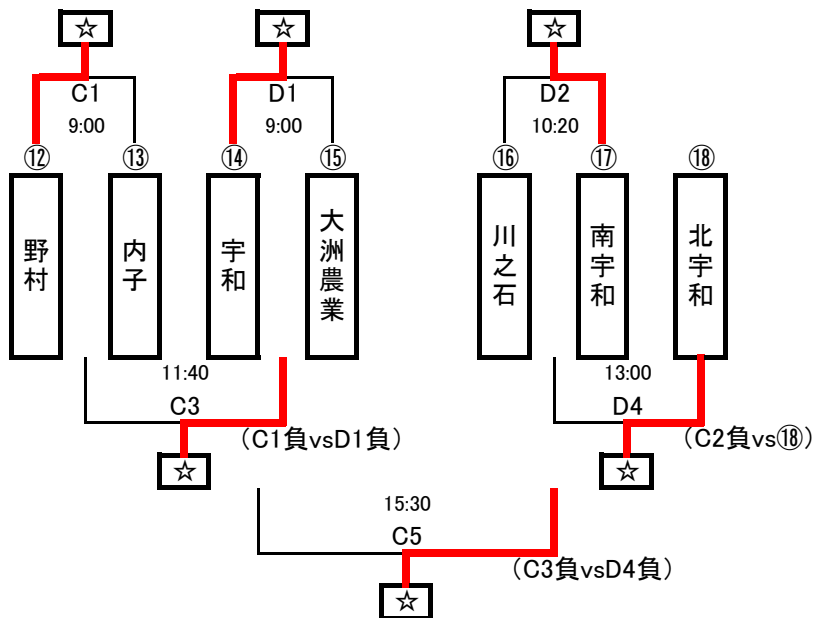 ☆ ☆ ☆
C1 D1 D2
9:00 9:00 10:20
⑫ ⑬ ⑭ ⑮ ⑯ ⑰ ⑱
野村
内子
宇和
大洲農業
川之石
南宇和
北宇和
11:40 13:00
C3 D4
（C1負vsD1負） （C2負vs⑱）
☆ ☆
15:30
C5
（C3負vsD4負）
☆